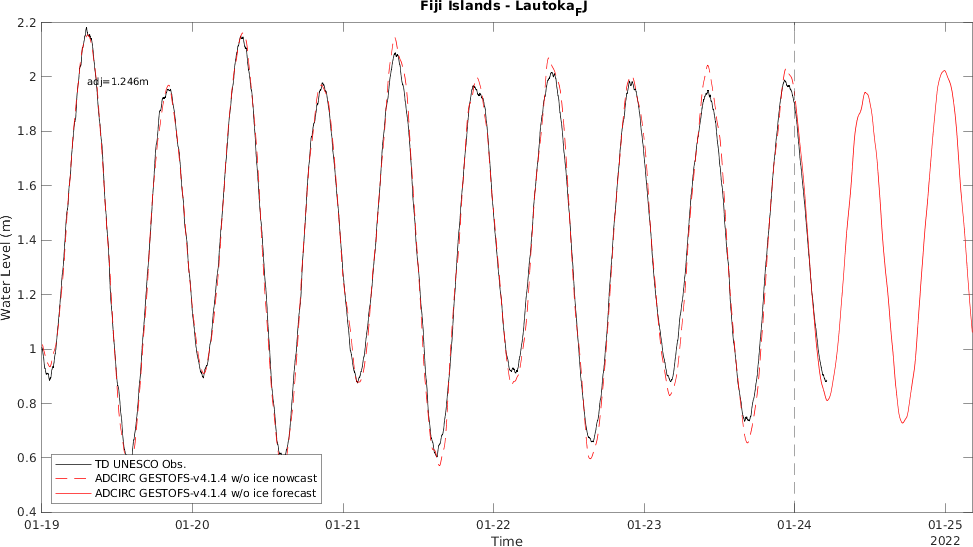 Fiji Islands - Lautoka_FJ
2.2
2
1.8
1.6
1.4
1.2
1
0.8
0.6
0.4
Water Level (m)
adj=1.246m
TD UNESCO Obs.
ADCIRC GESTOFS-v4.1.4 w/o ice nowcast
ADCIRC GESTOFS-v4.1.4 w/o ice forecast
01-19 01-20 01-21 01-22 01-23 01-24 01-25
Time 2022